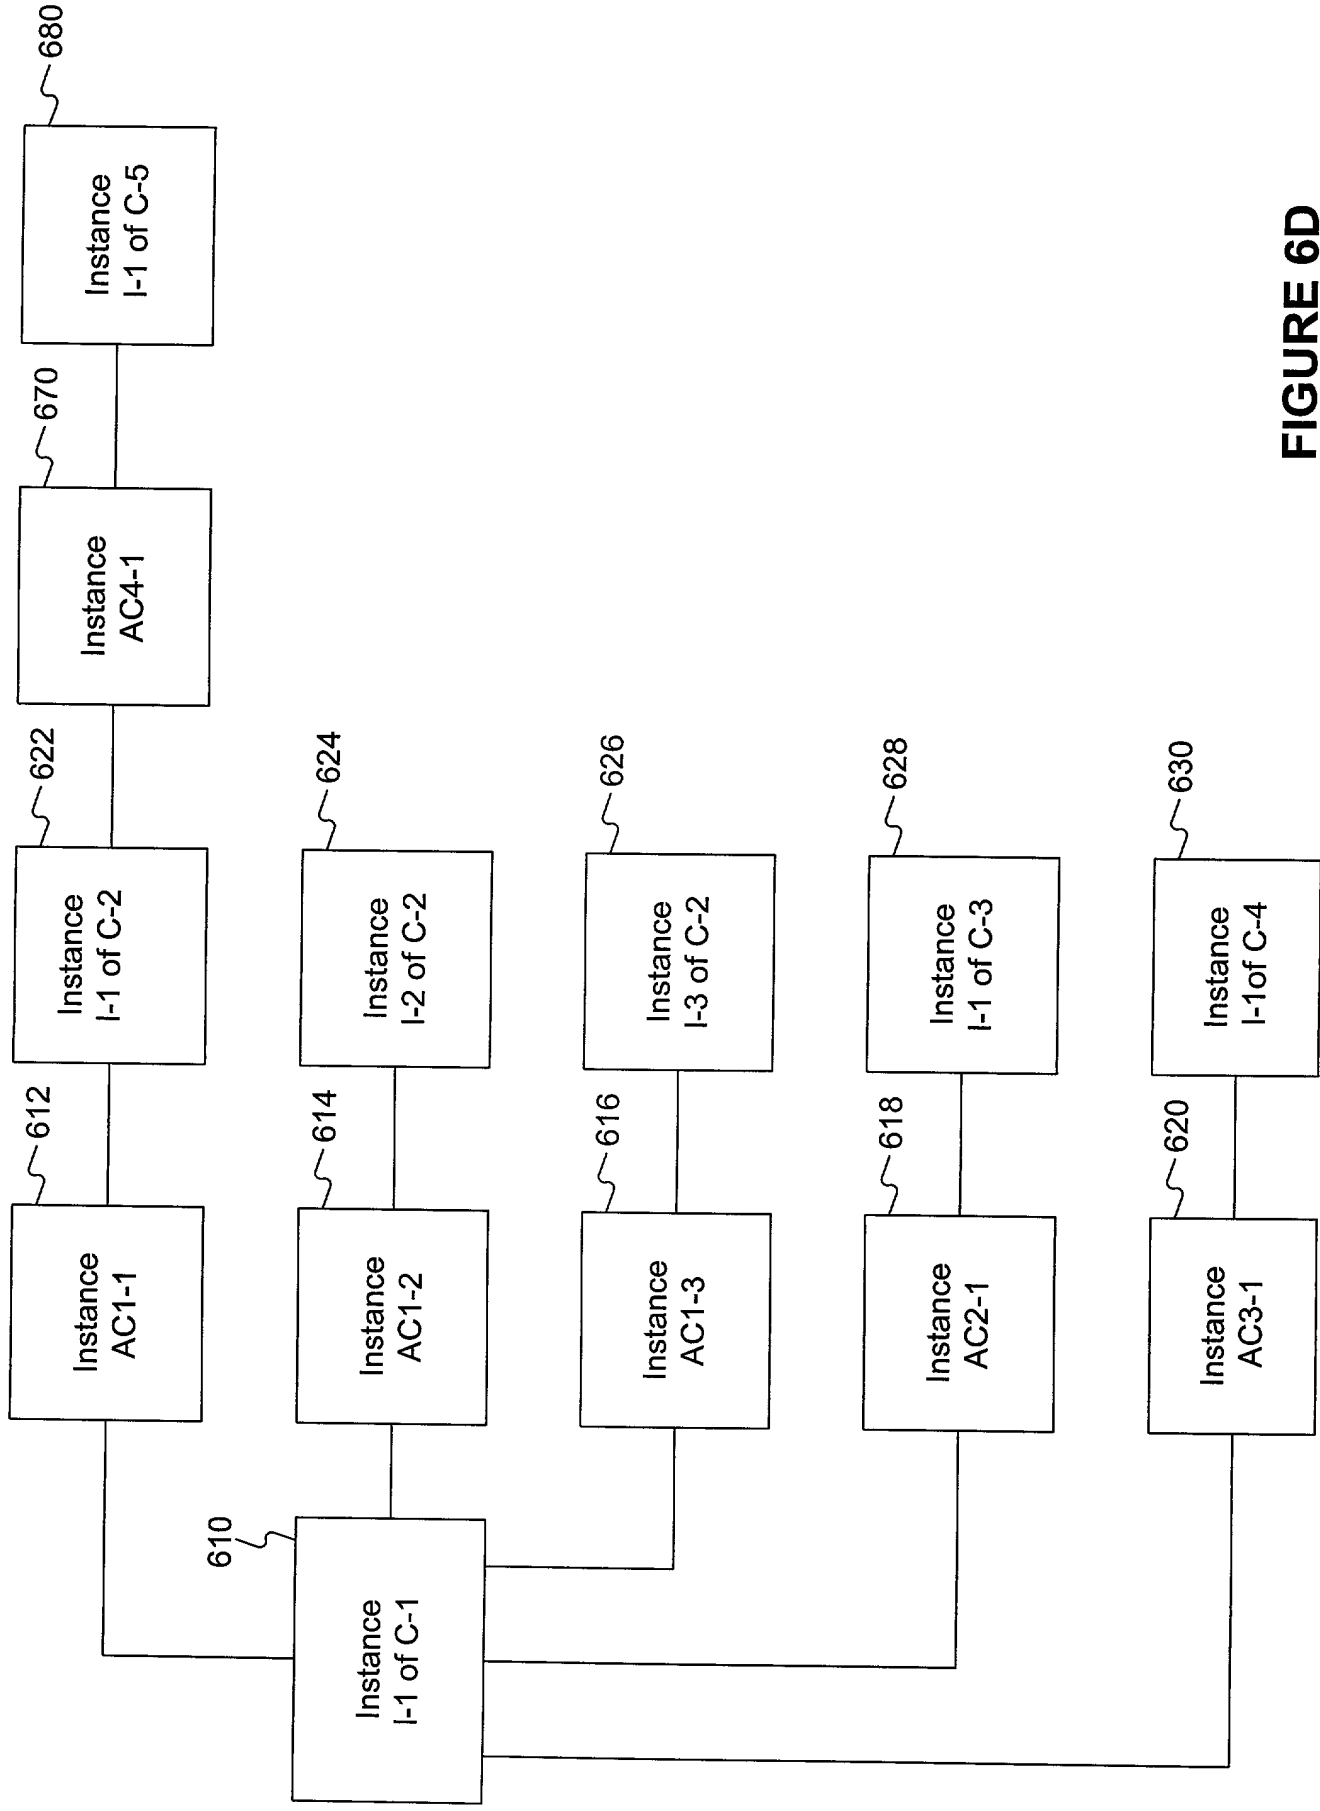 680
Instance
I-1 of C-5
670
Instance
AC4-1
622
Instance
I-1 of C-2
612
Instance
AC1-1
624
Instance
I-2 of C-2
614
Instance
AC1-2
610
Instance
I-1 of C-1
626
Instance
I-3 of C-2
616
Instance
AC1-3
628
Instance
I-1 of C-3
618
Instance
AC2-1
630
Instance
I-1of C-4
620
Instance
AC3-1
FIGURE 6D